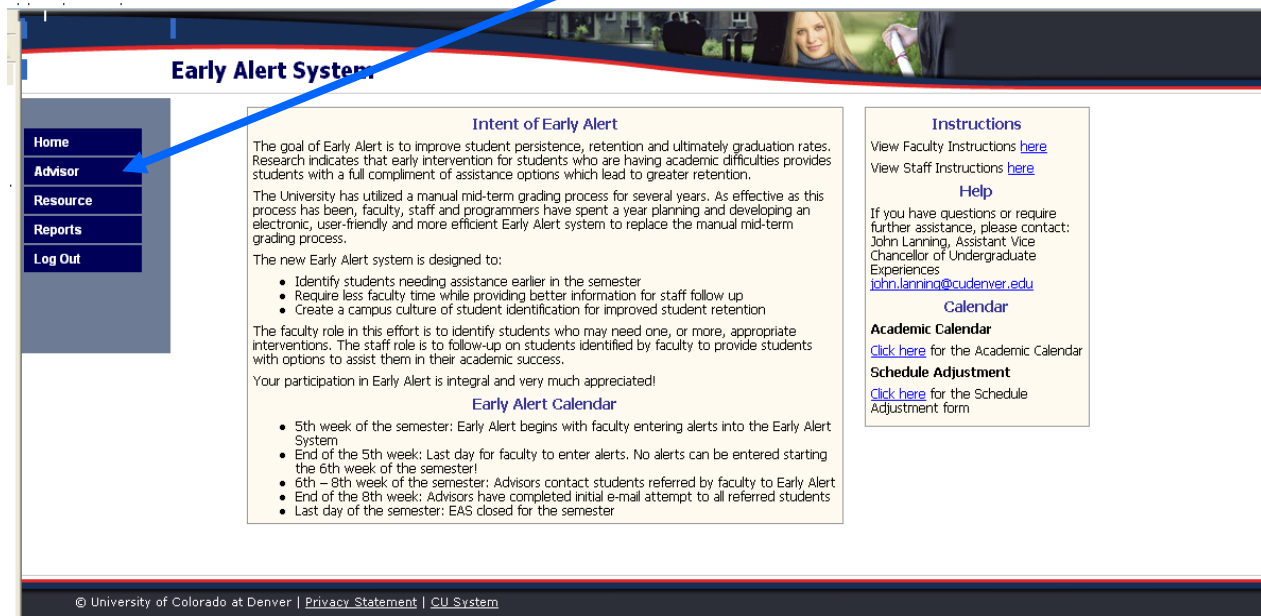 Early Alert System
Home
Advisor
Resource
Reports
Log Out
Intent of Early Alert
The goal of Early Alert is to improve student persistence, retention and ultimately graduation rates.
Research indicates that early intervention for students who are having academic difficulties provides
students with a full compliment of assistance options which lead to greater retention.
The University has utilized a manual mid-term grading process for several years. As effective as this
process has been, faculty, staff and programmers have spent a year planning and developing an
electronic, user-friendly and more efficient Early Alert system to replace the manual mid-term
grading process.
The new Early Alert system is designed to:
• Identify students needing assistance earlier in the semester
• Require less faculty time while providing better information for staff follow up
• Create a campus culture of student identification for improved student retention
The faculty role in this effort is to identify students who may need one, or more, appropriate
interventions. The staff role is to follow-up on students identified by faculty to provide students
with options to assist them in their academic success.
Your participation in Early Alert is integral and very much appreciated!
Early Alert Calendar
• 5th week of the semester: Early Alert begins with faculty entering alerts into the Early Alert
System
• End of the 5th week: Last day for faculty to enter alerts. No alerts can be entered starting
the 6th week of the semester!
• 6th – 8th week of the semester: Advisors contact students referred by faculty to Early Alert
• End of the 8th week: Advisors have completed initial e-mail attempt to all referred students
• Last day of the semester: EAS closed for the semester
Instructions
View Faculty Instructions here
View Staff Instructions here
Help
If you have questions or require
further assistance, please contact:
John Lanning, Assistant Vice
Chancellor of Undergraduate
Experiences
john.lanning@cudenver.edu
Calendar
Academic Calendar
Click here for the Academic Calendar
Schedule Adjustment
Click here for the Schedule
Adjustment form
© University of Colorado at Denver | Privacy Statement | CU System